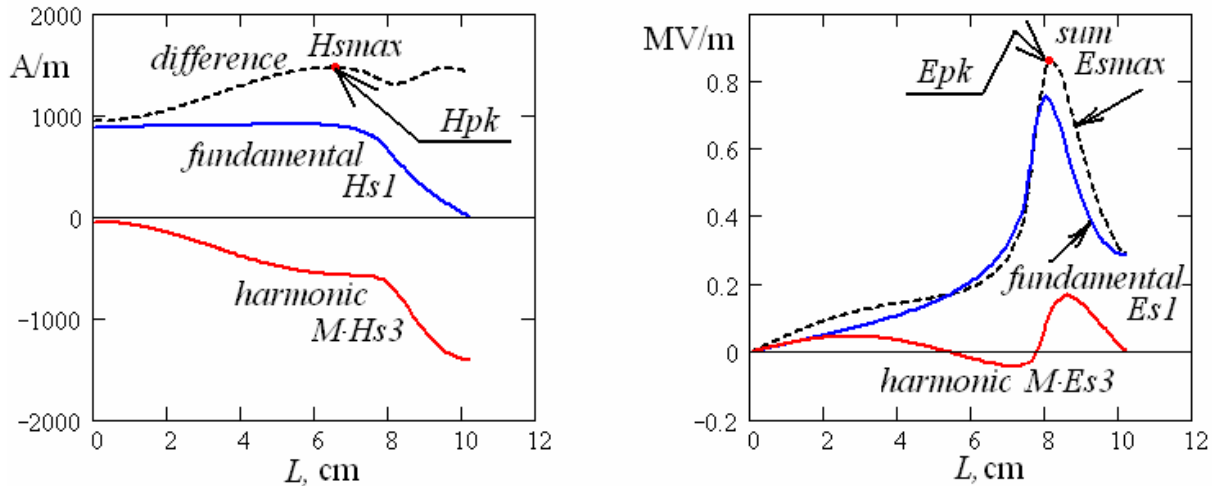 2000
A/m
1000
0
-1000
-2000
difference
Hsmax
Hpk
fundamental
Hs1
harmonic
M·Hs3
0 2 4 6 8 10 12
L, cm
MV/m
0.8
0.6
0.4
0.2
0
-0.2
sum
Epk
Esmax
fundamental
Es1
harmonic M·Es3
0 2 4 6 8 10 12
L, cm